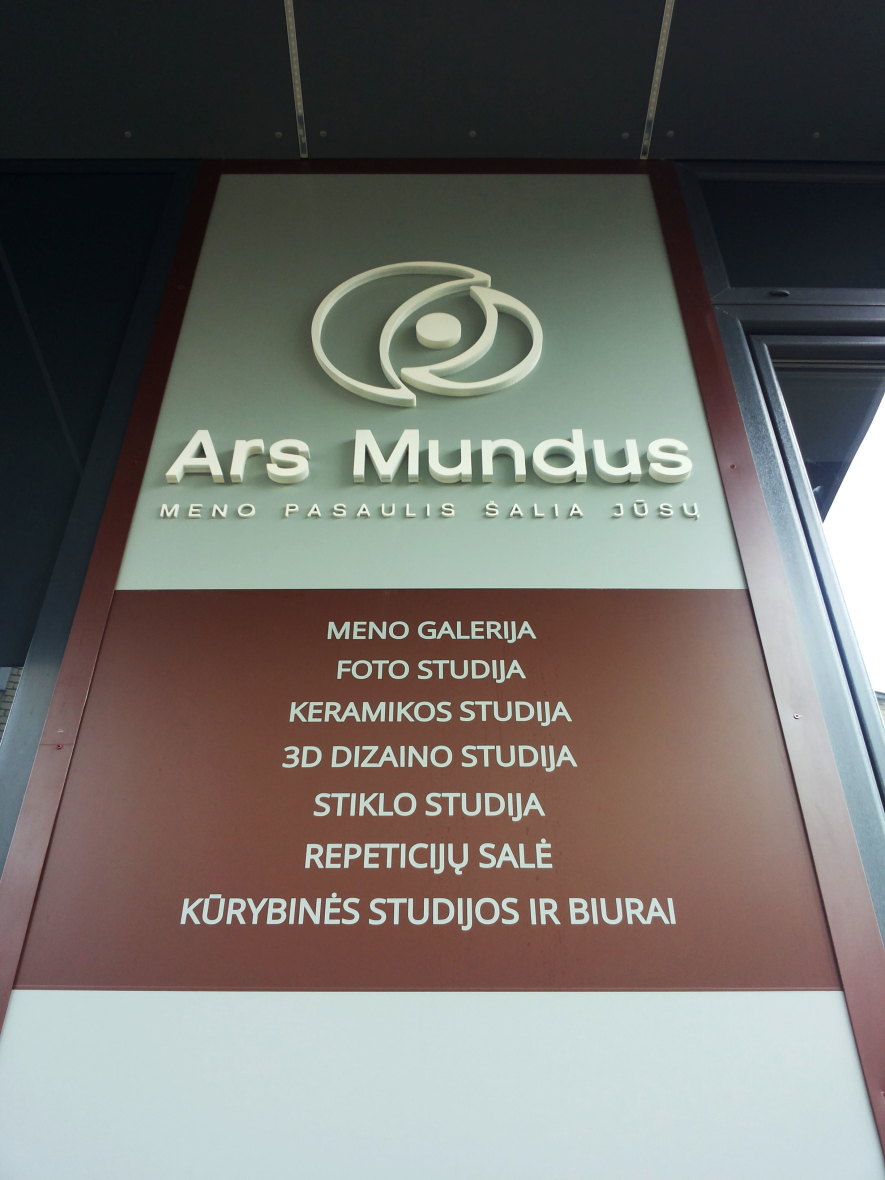 Ars Mundus
MENO PASAULIS ŠALIA JŪSŲ
MENO GALERIJA
FOTO STUDIJA
KERAMIKOS STUDIJA
3D DIZAINO STUDIJA
STIKLO STUDIJA
REPETICIJŲ SALĖ
KŪRYBINĖS STUDIJOS IR BIURAI